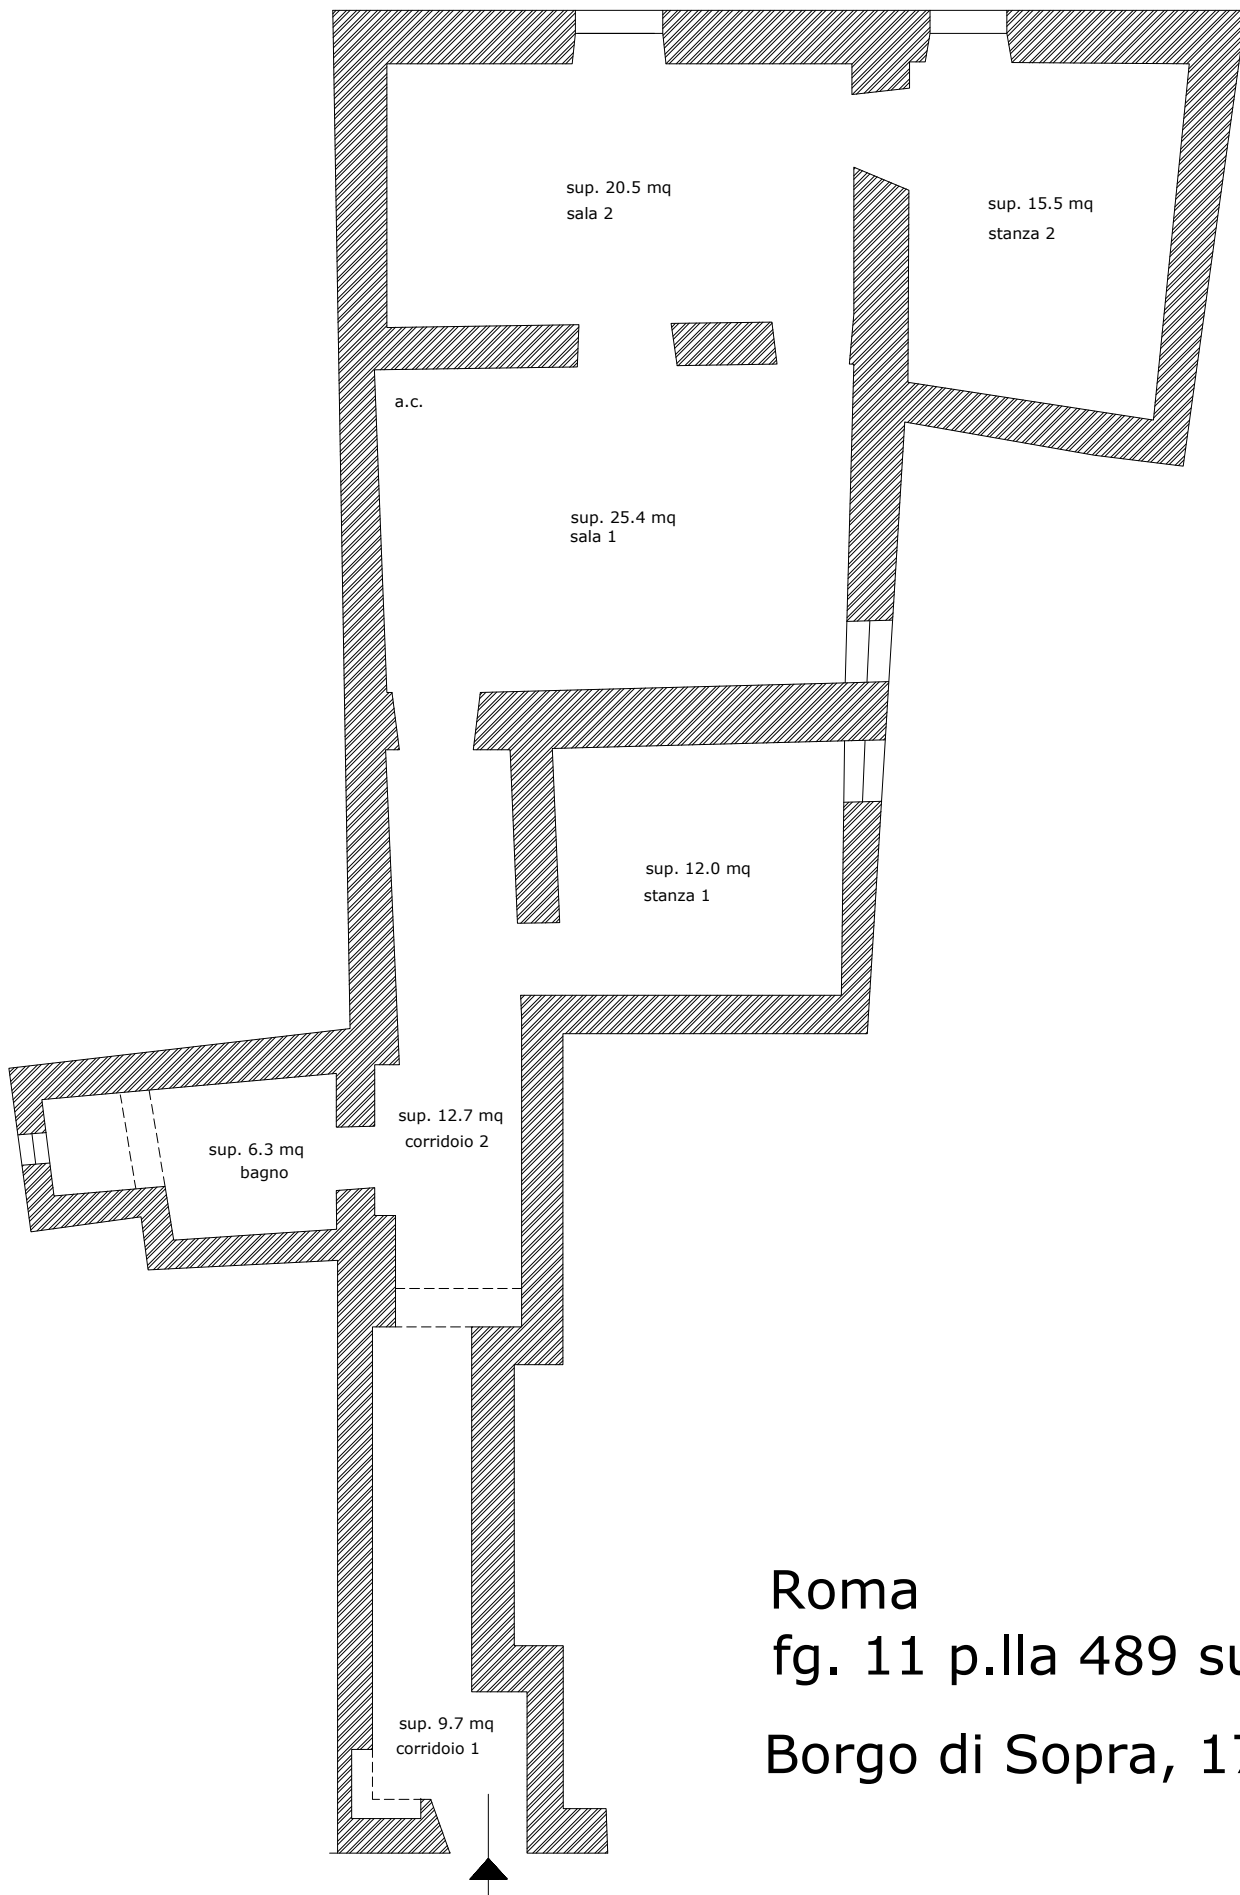 sup. 20.5 mq
sala 2
sup. 15.5 mq
stanza 2
a.c.
sup. 25.4 mq
sala 1
sup. 12.0 mq
stanza 1
sup. 12.7 mq
corridoio 2
sup. 6.3 mq
bagno
sup. 9.7 mq
corridoio 1
Roma
fg. 11 p.lla 489
Borgo di Sopra,